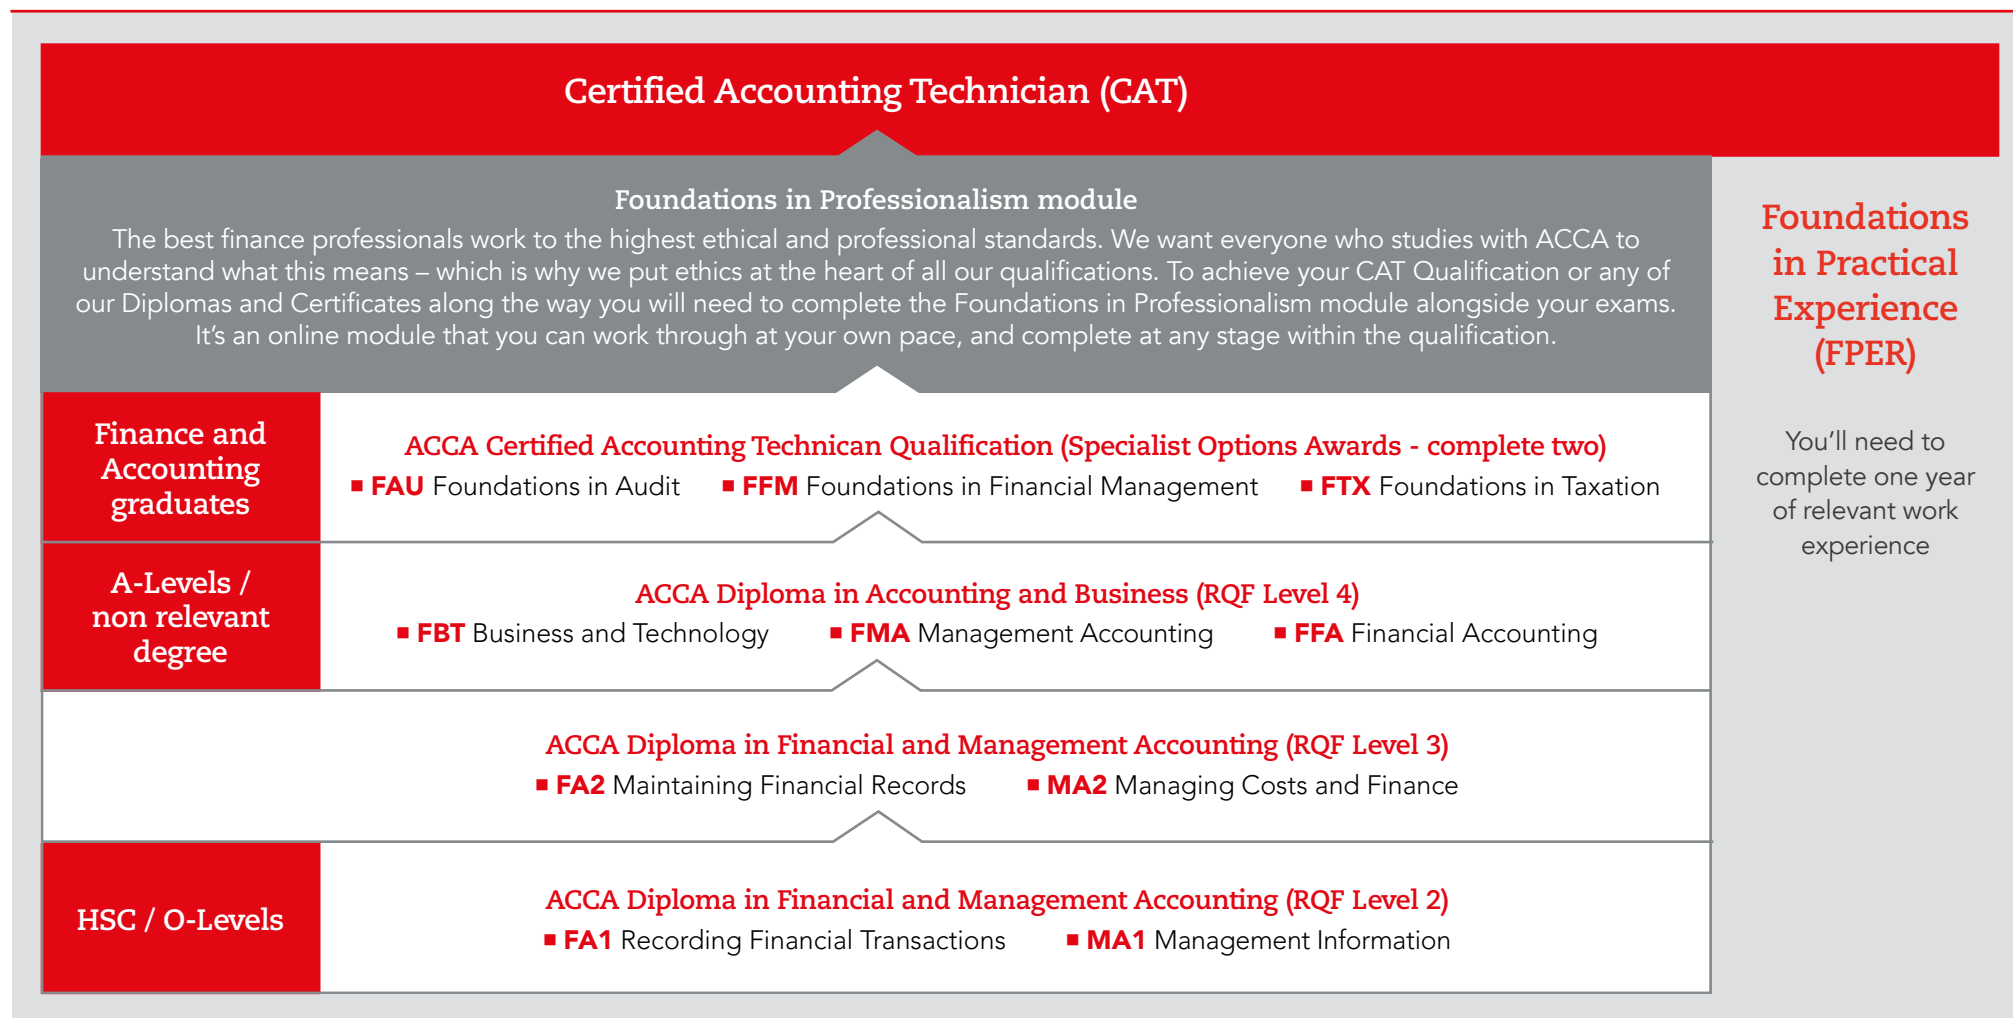 Certified Accounting Technician (CAT)
Foundations in Professionalism module
The best finance professionals work to the highest ethical and professional standards. We want everyone who studies with ACCA to
understand what this means – which is why we put ethics at the heart of all our qualifications. To achieve your CAT Qualification or any of
our Diplomas and Certificates along the way you will need to complete the Foundations in Professionalism module alongside your exams.
It’s an online module that you can work through at your own pace, and complete at any stage within the qualification.
Foundations
in Practical
Experience
(FPER)
You’ll need to
complete one year
of relevant work
experience
Finance and
Accounting
graduates
ACCA Certified Accounting Technican Qualification (Specialist Options Awards - complete two)
■ FAU Foundations in Audit ■ FFM Foundations in Financial Management ■ FTX Foundations in Taxation
A-Levels /
non relevant
degree
ACCA Diploma in Accounting and Business (RQF Level 4)
■ FBT Business and Technology ■ FMA Management Accounting ■ FFA Financial Accounting
ACCA Diploma in Financial and Management Accounting (RQF Level 3)
■ FA2 Maintaining Financial Records ■ MA2 Managing Costs and Finance
HSC / O-Levels
ACCA Diploma in Financial and Management Accounting (RQF Level 2)
■ FA1 Recording Financial Transactions ■ MA1 Management Information